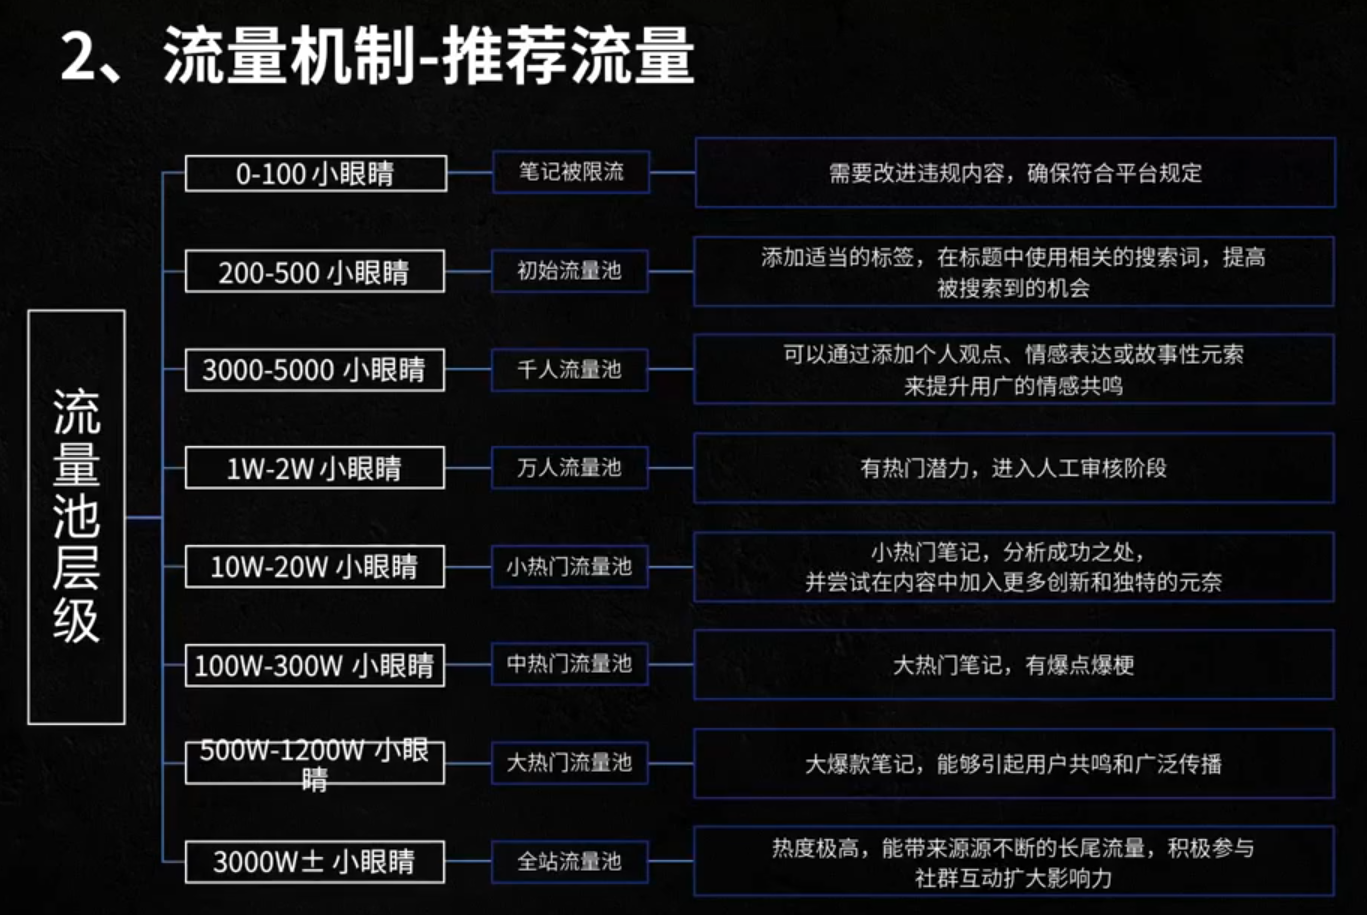 2、流量机制-推荐流量
流量池层级
0-100 小眼睛
笔记被限流
需要改进违规内容，确保符合平台规定
200-500 小眼睛
初始流量池
添加适当的标签，在标题中使用相关的搜索词，提高
被搜索到的机会
3000-5000 小眼睛
千人流量池
可以通过添加个人观点、情感表达或故事性元索
来提升用广的情感共鸣
1W-2W 小眼睛
万人流量池
有热门潜力，进入人工审核阶段
10W-20W 小眼睛
小热门流量池
小热门笔记，分析成功之处，
并尝试在内容中加入更多创新和独特的元奈
100W-300W 小眼睛
中热门流量池
大热门笔记，有爆点爆梗
500W-1200W 小眼
睛
大热门流量池
大爆款笔记，能够引起用户共鸣和广泛传播
3000W± 小眼睛
全站流量池
热度极高，能带来源源不断的长尾流量，积极参与
社群互动扩大影响力